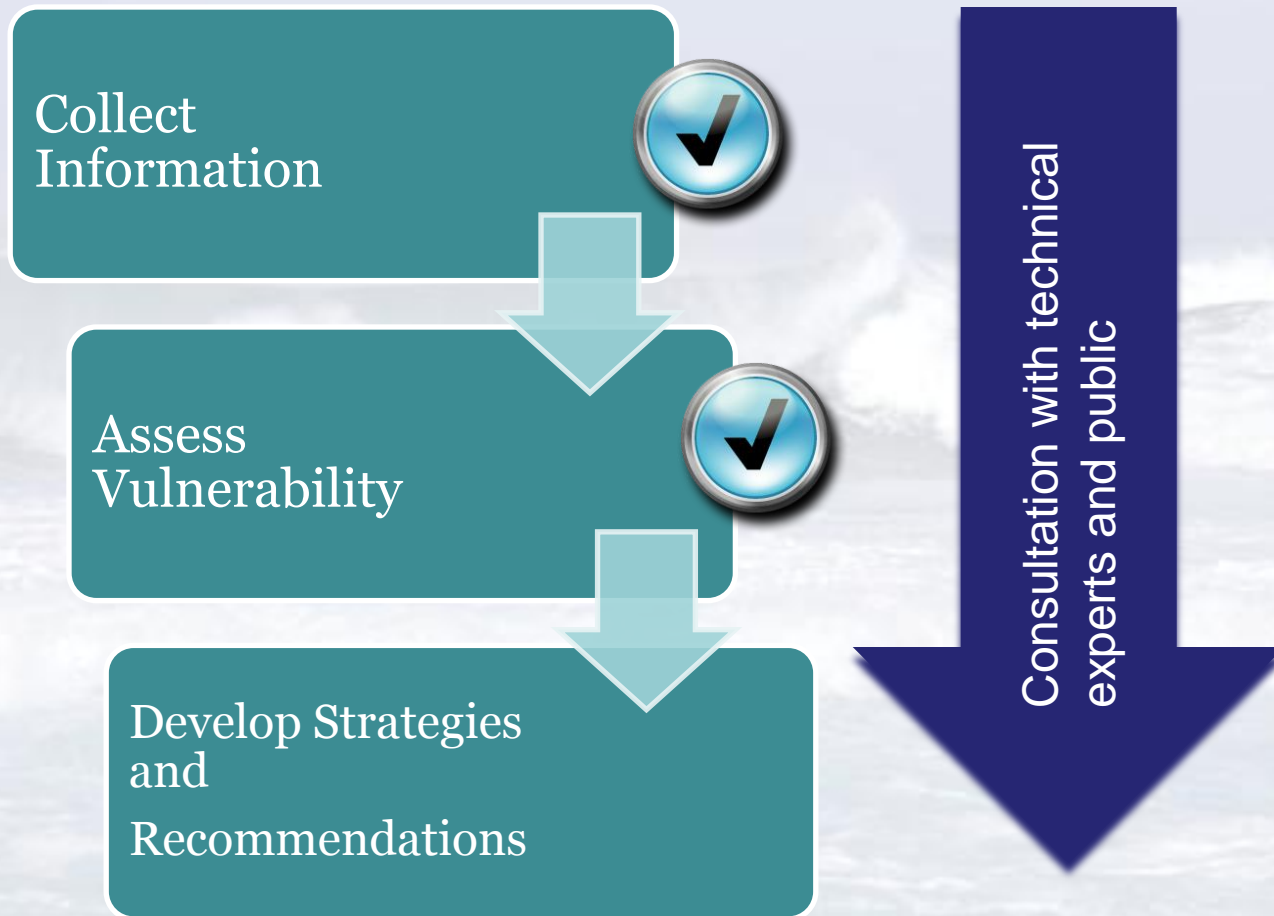 Collect
Information
Assess
Vulnerability
Develop Strategies
and
Recommendations
Consultation with technical
experts and public